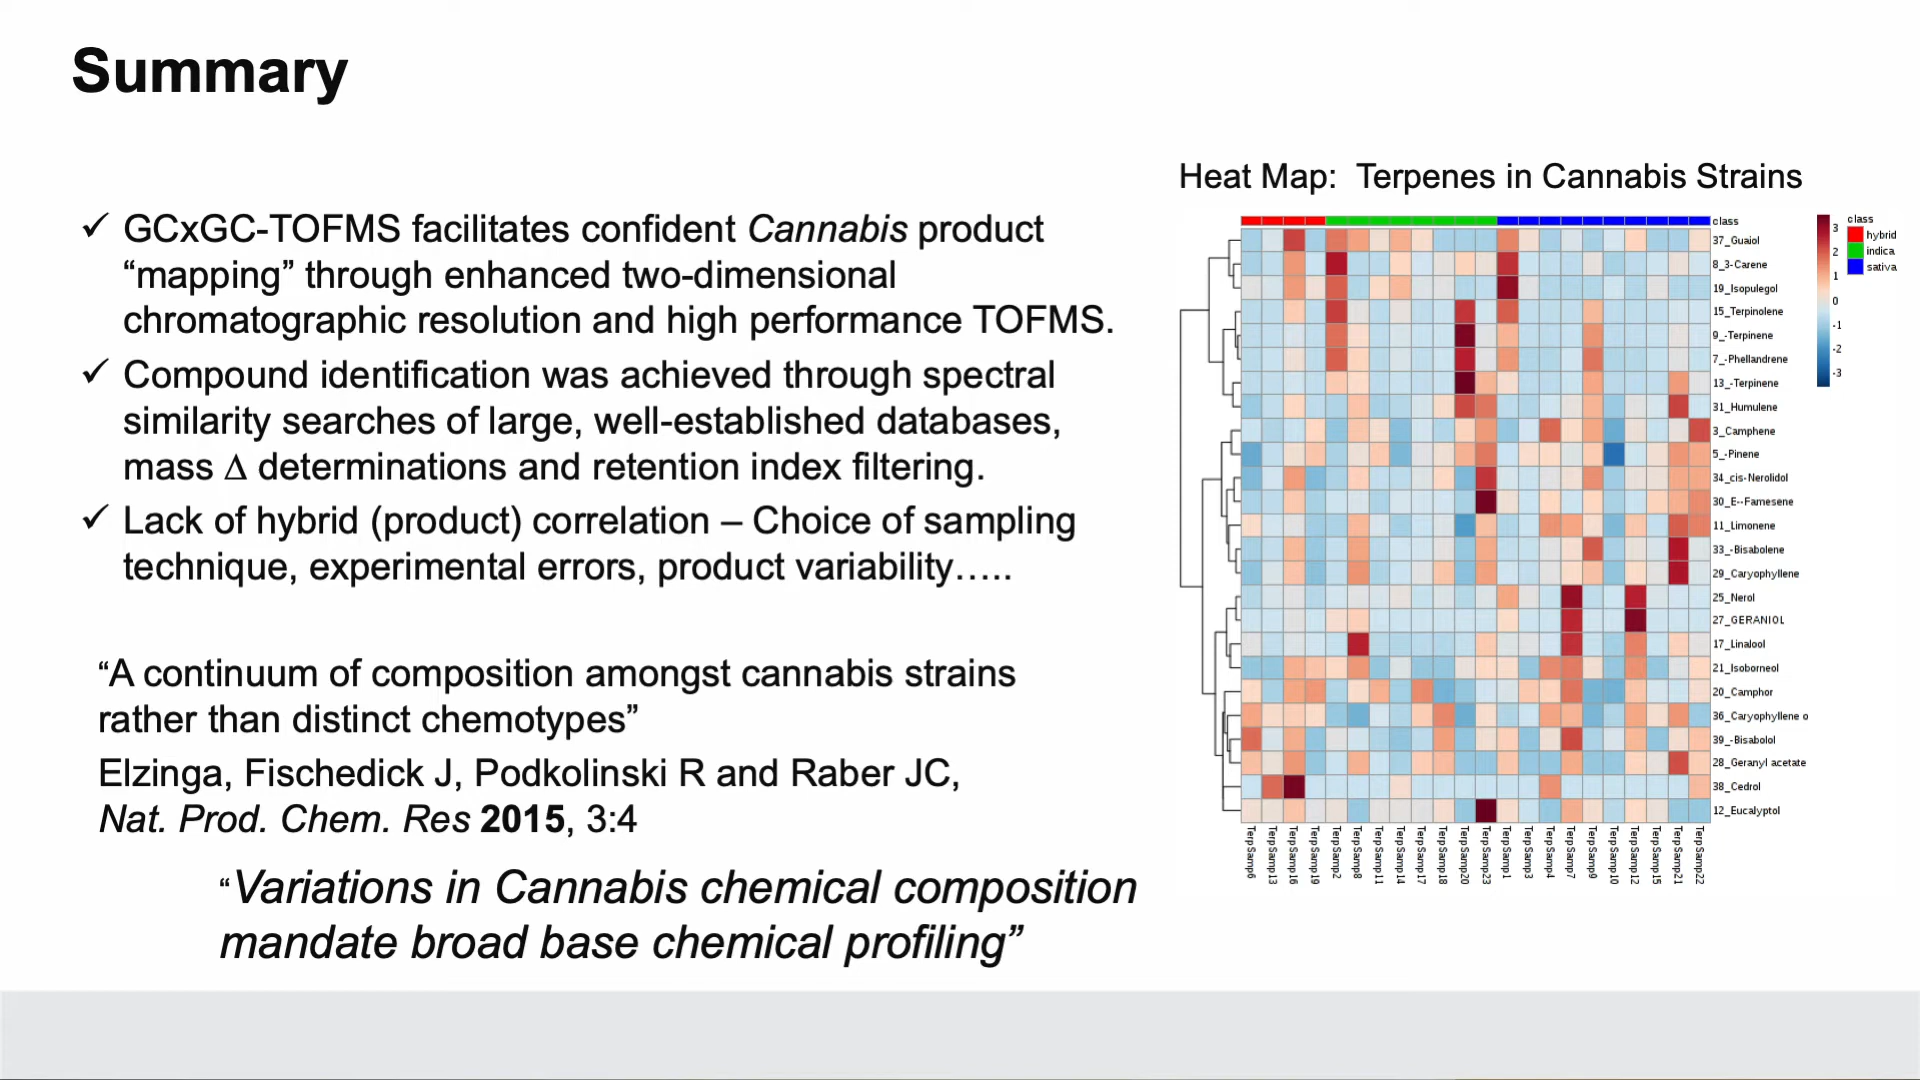 Summary
✓ GCxGC-TOFMS facilitates confident Cannabis product
“mapping” through enhanced two-dimensional
chromatographic resolution and high performance TOFMS.
✓ Compound identification was achieved through spectral
similarity searches of large, well-established databases,
mass Δ determinations and retention index filtering.
✓ Lack of hybrid (product) correlation – Choice of sampling
technique, experimental errors, product variability…..
“A continuum of composition amongst cannabis strains
rather than distinct chemotypes”
Elzinga, Fischedick J, Podkolinski R and Raber JC,
Nat. Prod. Chem. Res 2015, 3:4
“Variations in Cannabis chemical composition
mandate broad base chemical profiling”
Heat Map: Terpenes in Cannabis Strains
class
37_Guaiol
8_3-Carene
19_Isopulegol
15_Terpinolene
9_-Terpinene
7_-Phellandrene
13_-Terpinene
31_Humulene
3_Camphene
5_-Pinene
34_cis-Nerolidol
30_E--Famesene
11_Limonene
33_-Bisabolene
29_Caryophyllene
25_Nerol
27_GERANIOL
17_Linalool
21_Isoborneol
20_Camphor
36_Caryophyllene o
39_-Bisabolol
28_Geranyl acetate
38_Cedrol
12_Eucalyptol
3
2
1
0
-1
-2
-3
class
hybrid
indica
sativa
TerpSamp6
TerpSamp13
TerpSamp16
TerpSamp19
TerpSamp2
TerpSamp8
TerpSamp11
TerpSamp14
TerpSamp17
TerpSamp18
TerpSamp20
TerpSamp23
TerpSamp1
TerpSamp3
TerpSamp4
TerpSamp7
TerpSamp9
TerpSamp10
TerpSamp12
TerpSamp15
TerpSamp21
TerpSamp22